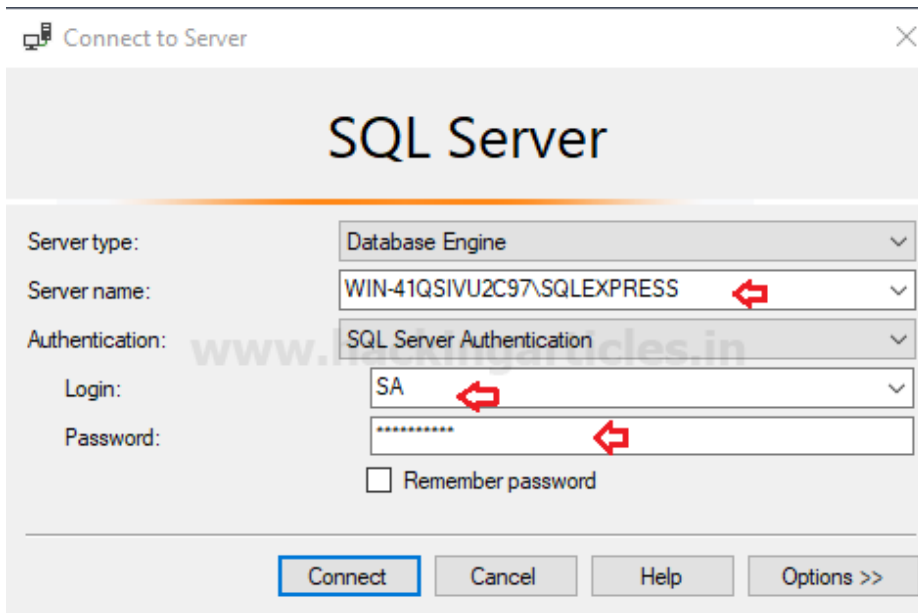 Connect to Server
SQL Server
Server type: Database Engine
Server name: WIN-41QSIVU2C97\SQLEXPRESS
Authentication: SQL Server Authentication
www.hackingarticles.in
Login: SA
Password: **********
Remember password
Connect Cancel Help Options >>